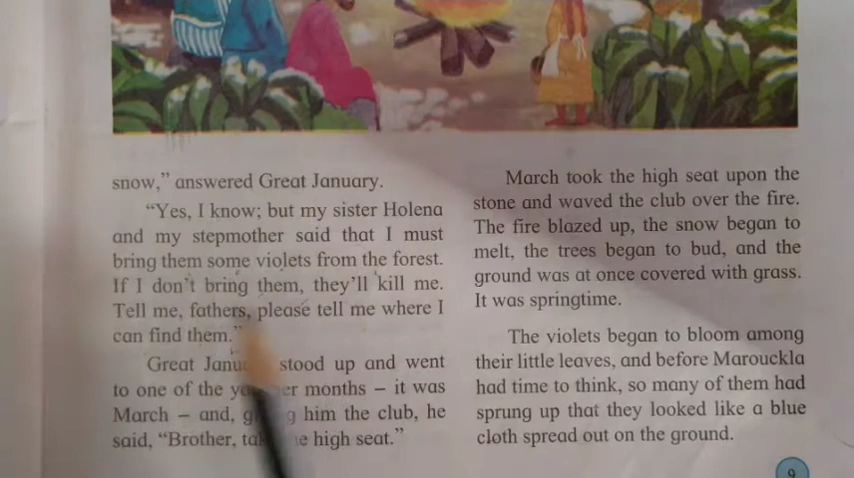 snow,” answered Great January.
“Yes, I know; but my sister Holena
and my stepmother said that I must
bring them some violets from the forest.
If I don’t bring them, they’ll kill me.
Tell me, fathers, please tell me where I
can find them.”
Great stood up and went
to one of the months – it was
March – and, him the club, he
said, “Brother, high seat.”
March took the high seat upon the
stone and waved the club over the fire.
The fire blazed up, the snow began to
melt, the trees began to bud, and the
ground was at once covered with grass.
It was springtime.
The violets began to bloom among
their little leaves, and before Marouckla
had time to think, so many of them had
sprung up that they looked like a blue
cloth spread out on the ground.
9